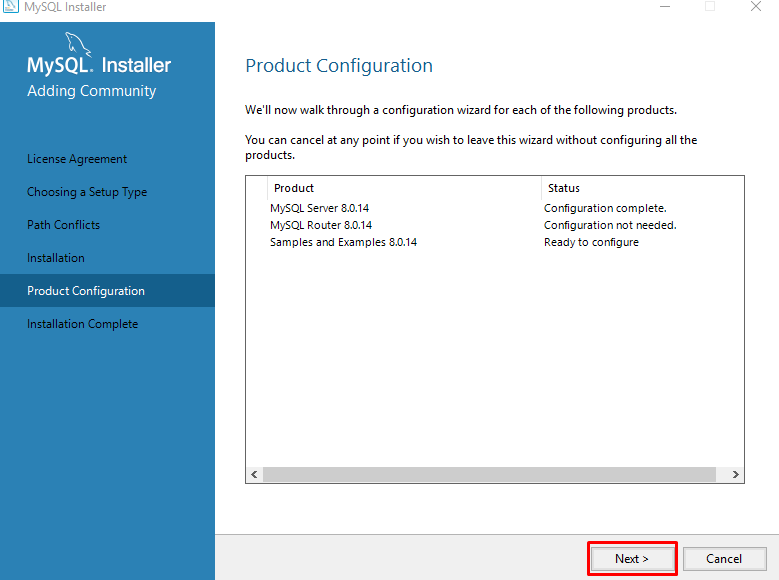 MySQL Installer
MySQL. Installer
Adding Community
License Agreement
Choosing a Setup Type
Path Conflicts
Installation
Product Configuration
Installation Complete
Product Configuration
We'll now walk through a configuration wizard for each of the following products.
You can cancel at any point if you wish to leave this wizard without configuring all the
products.
Product Status
MySQL Server 8.0.14 Configuration complete.
MySQL Router 8.0.14 Configuration not needed.
Samples and Examples 8.0.14 Ready to configure
Next > Cancel